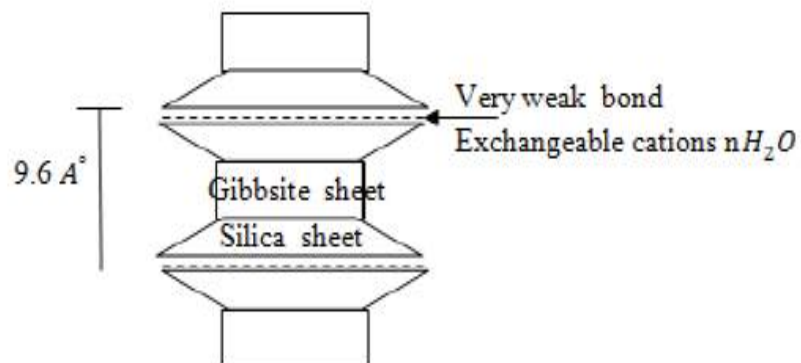 Very weak bond
Exchangeable cations nH₂O
9.6 A°
Gibbsite sheet
Silica sheet